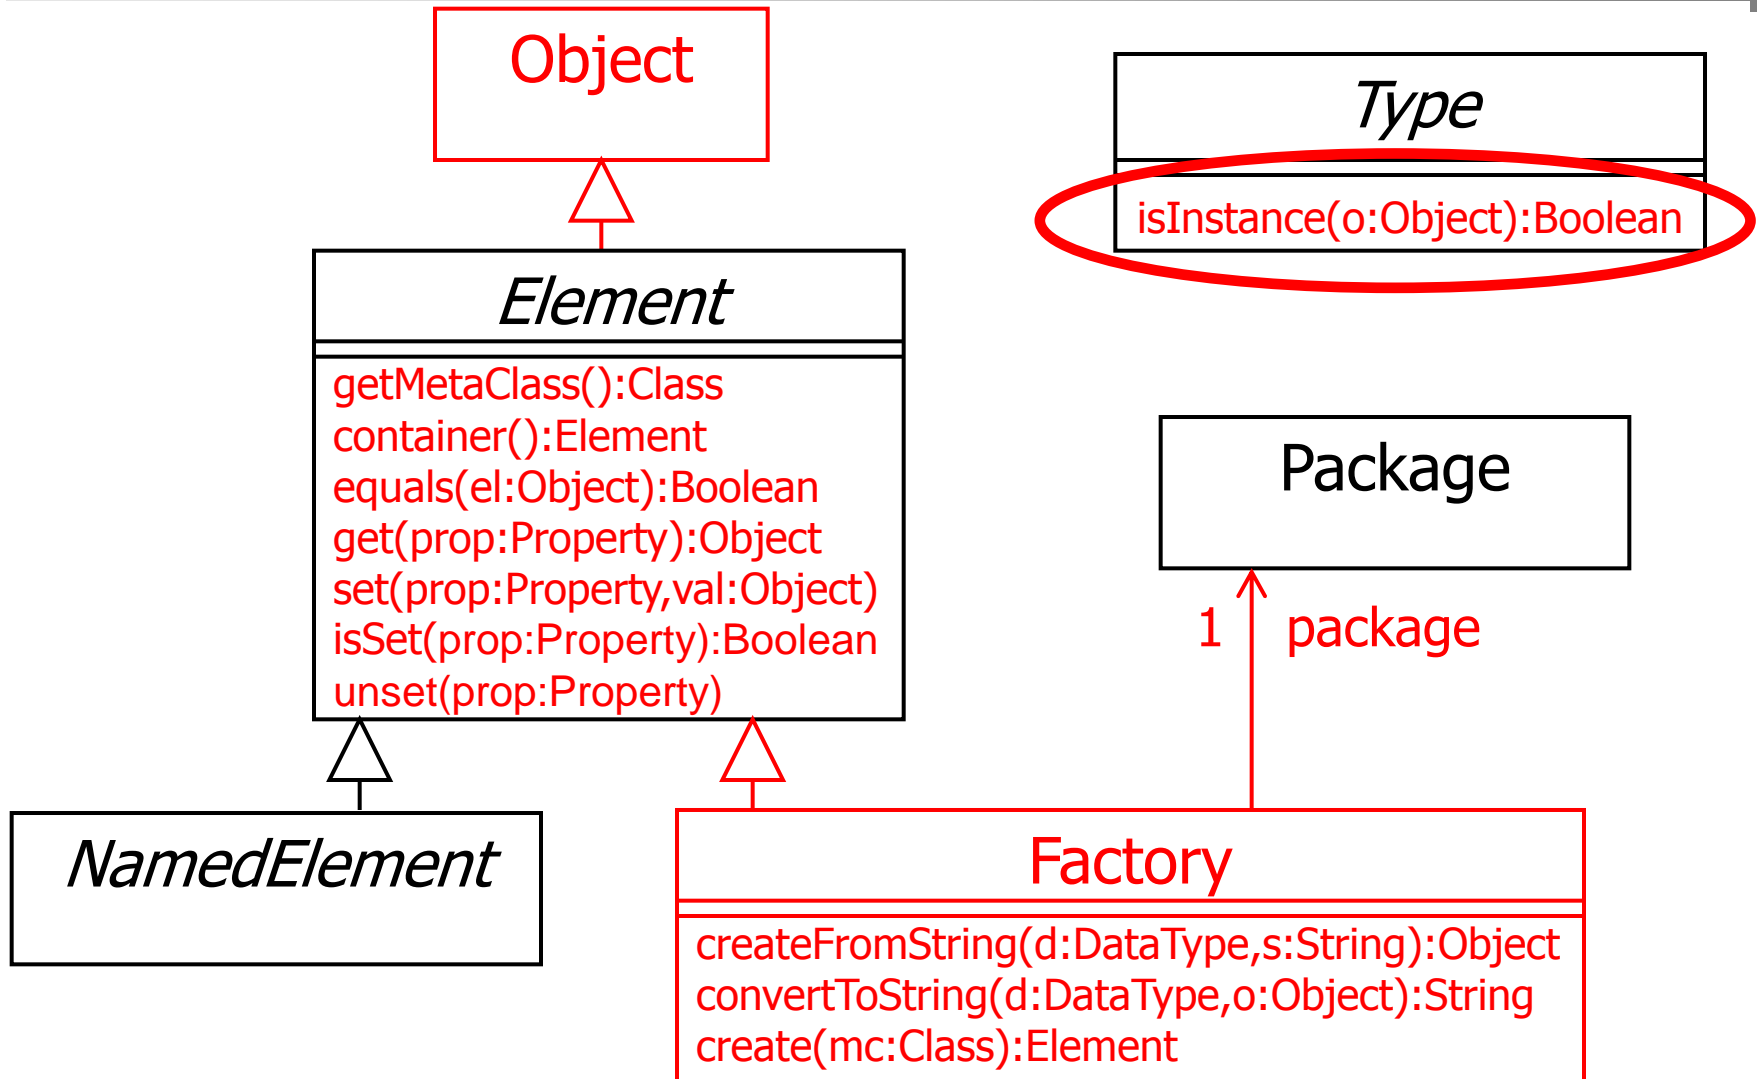 Object
Type
isInstance(o:Object):Boolean
Element
getMetaClass():Class
container():Element
equals(el:Object):Boolean
get(prop:Property):Object
set(prop:Property,val:Object)
isSet(prop:Property):Boolean
unset(prop:Property)
Package
1 package
NamedElement
Factory
createFromString(d:DataType,s:String):Object
convertToString(d:DataType,o:Object):String
create(mc:Class):Element